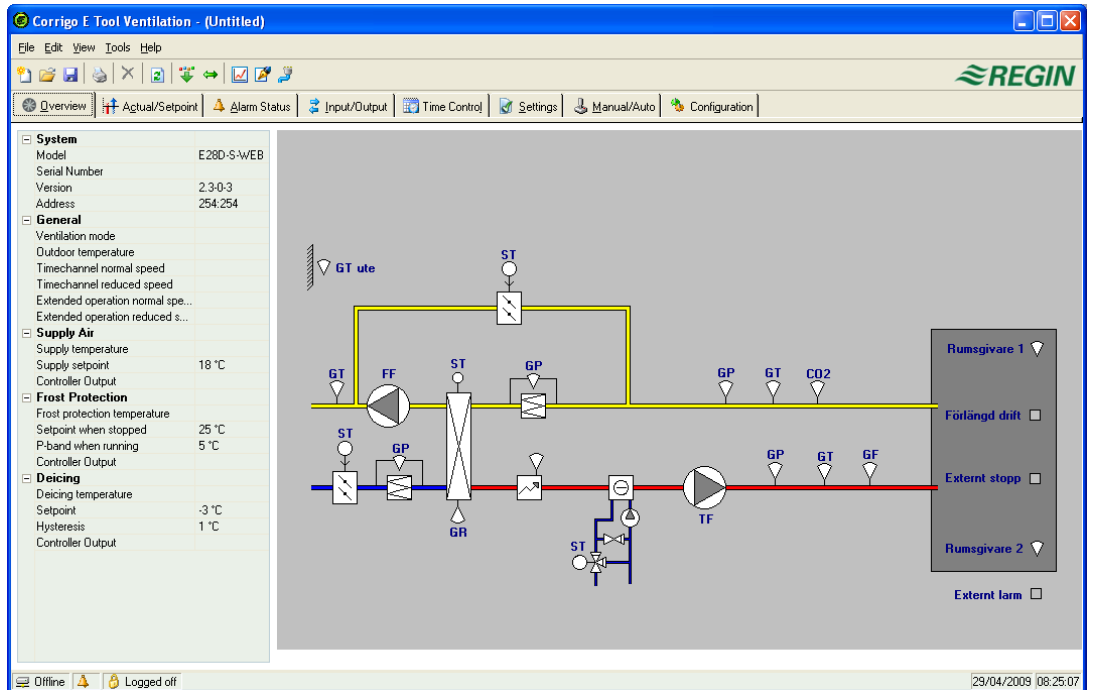 Corrigo E Tool Ventilation - (Untitled)
File Edit View Tools Help
REGIN
Overview Actual/Setpoint Alarm Status Input/Output Time Control Settings Manual/Auto Configuration
System
Model E28D-S-WEB
Serial Number
Version 2.3-0-3
Address 254:254
General
Ventilation mode
Outdoor temperature
Timechannel normal speed
Timechannel reduced speed
Extended operation normal spe...
Extended operation reduced s...
Supply Air
Supply temperature
Supply setpoint 18 °C
Controller Output
Frost Protection
Frost protection temperature
Setpoint when stopped 25 °C
P-band when running 5 °C
Controller Output
Deicing
Deicing temperature
Setpoint -3 °C
Hysteresis 1 °C
Controller Output
GT ute
ST
GT FF ST GP GP GT CO2
Rumsgivare 1
Förlängd drift
ST GP GP GT GF
Externt stopp
GR TF
ST
Rumsgivare 2
Externt larm
Offline Logged off 29/04/2009 08:25:07